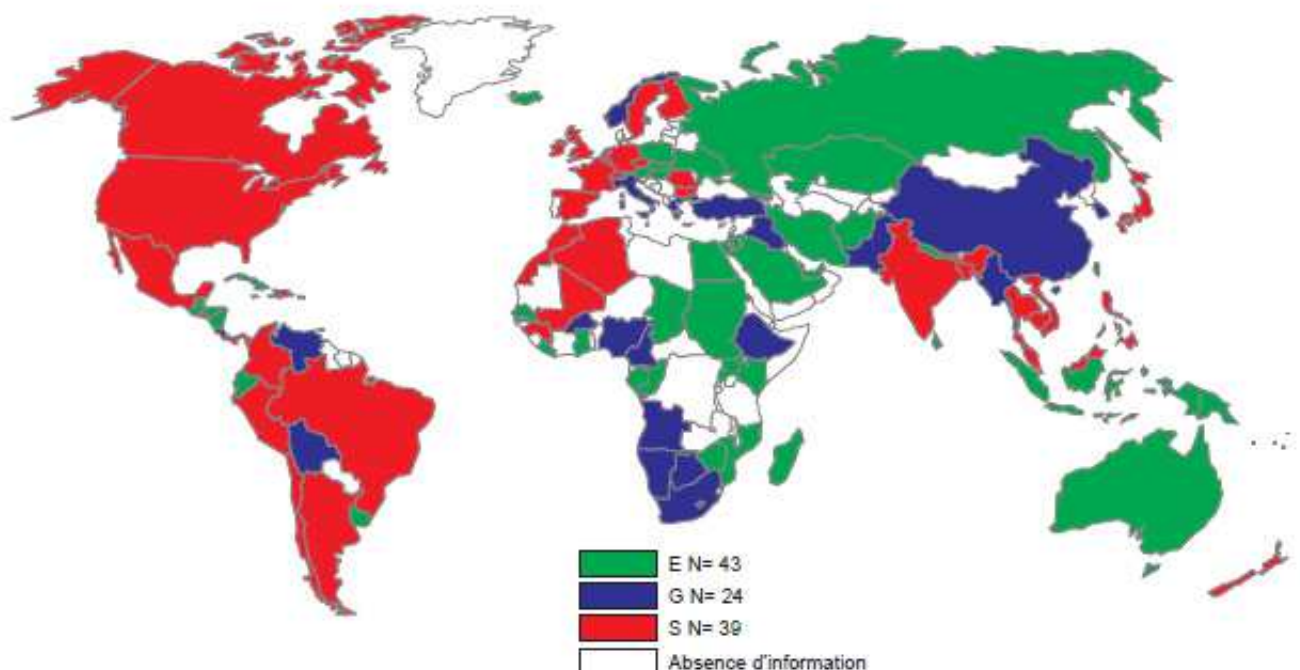 E N= 43
G N= 24
S N= 39
Absence d'information